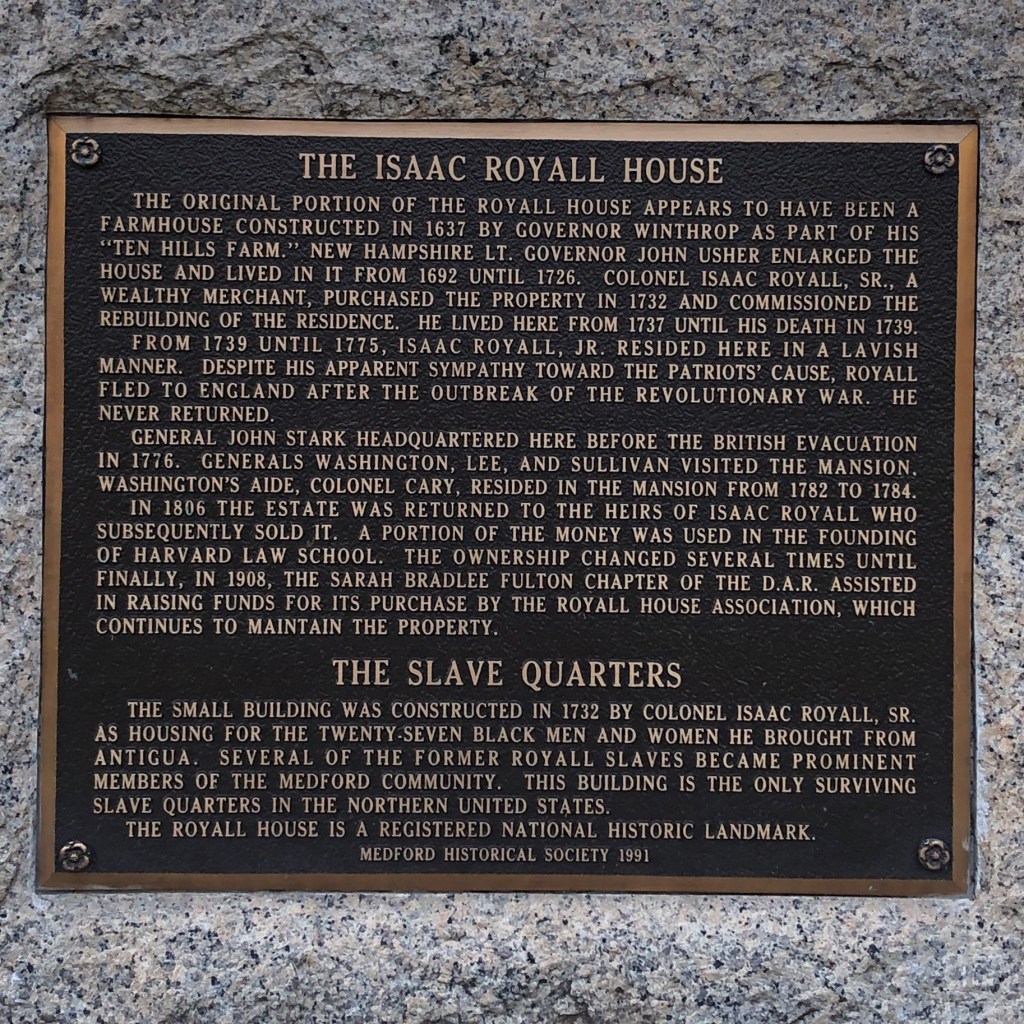 THE ISAAC ROYALL HOUSE
THE ORIGINAL PORTION OF THE ROYALL HOUSE APPEARS TO HAVE BEEN A
FARMHOUSE CONSTRUCTED IN 1637 BY GOVERNOR WINTHROP AS PART OF HIS
"TEN HILLS FARM." NEW HAMPSHIRE LT. GOVERNOR JOHN USHER ENLARGED THE
HOUSE AND LIVED IN IT FROM 1692 UNTIL 1726. COLONEL ISAAC ROYALL, SR., A
WEALTHY MERCHANT, PURCHASED THE PROPERTY IN 1732 AND COMMISSIONED THE
REBUILDING OF THE RESIDENCE. HE LIVED HERE FROM 1737 UNTIL HIS DEATH IN 1739.
FROM 1739 UNTIL 1775, ISAAC ROYALL, JR. RESIDED HERE IN A LAVISH
MANNER. DESPITE HIS APPARENT SYMPATHY TOWARD THE PATRIOTS' CAUSE, ROYALL
FLED TO ENGLAND AFTER THE OUTBREAK OF THE REVOLUTIONARY WAR. HE
NEVER RETURNED.
GENERAL JOHN STARK HEADQUARTERED HERE BEFORE THE BRITISH EVACUATION
IN 1776. GENERALS WASHINGTON, LEE, AND SULLIVAN VISITED THE MANSION.
WASHINGTON'S AIDE, COLONEL CARY, RESIDED IN THE MANSION FROM 1782 TO 1784.
IN 1806 THE ESTATE WAS RETURNED TO THE HEIRS OF ISAAC ROYALL WHO
SUBSEQUENTLY SOLD IT. A PORTION OF THE MONEY WAS USED IN THE FOUNDING
OF HARVARD LAW SCHOOL. THE OWNERSHIP CHANGED SEVERAL TIMES UNTIL
FINALLY, IN 1908, THE SARAH BRADLEE FULTON CHAPTER OF THE D.A.R. ASSISTED
IN RAISING FUNDS FOR ITS PURCHASE BY THE ROYALL HOUSE ASSOCIATION, WHICH
CONTINUES TO MAINTAIN THE PROPERTY.
THE SLAVE QUARTERS
THE SMALL BUILDING WAS CONSTRUCTED IN 1732 BY COLONEL ISAAC ROYALL, SR.
AS HOUSING FOR THE TWENTY-SEVEN BLACK MEN AND WOMEN HE BROUGHT FROM
ANTIGUA. SEVERAL OF THE FORMER ROYALL SLAVES BECAME PROMINENT
MEMBERS OF THE MEDFORD COMMUNITY. THIS BUILDING IS THE ONLY SURVIVING
SLAVE QUARTERS IN THE NORTHERN UNITED STATES.
THE ROYALL HOUSE IS A REGISTERED NATIONAL HISTORIC LANDMARK.
MEDFORD HISTORICAL SOCIETY 1991